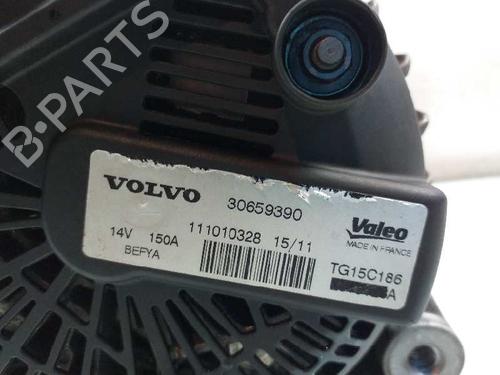 B-PARTS
VOLVO 30659390
14V 150A 111010328 15/11
BEFYA
Valeo
MADE IN FRANCE
TG15C186
A